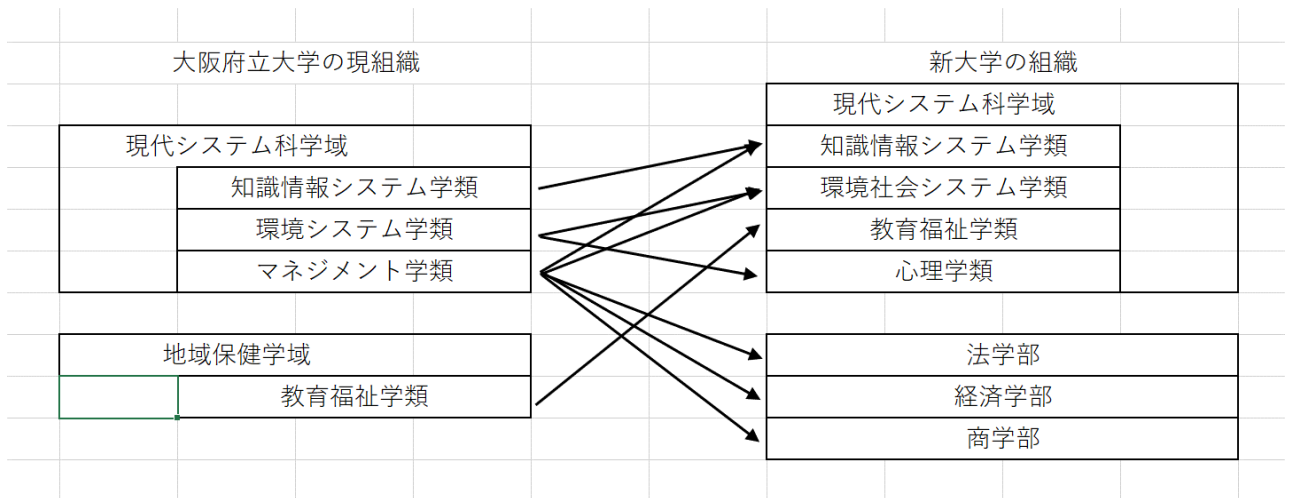 大阪府立大学の現組織
現代システム科学域
知識情報システム学類
環境システム学類
マネジメント学類
地域保健学域
教育福祉学類
新大学の組織
現代システム科学域
知識情報システム学類
環境社会システム学類
教育福祉学類
心理学類
法学部
経済学部
商学部